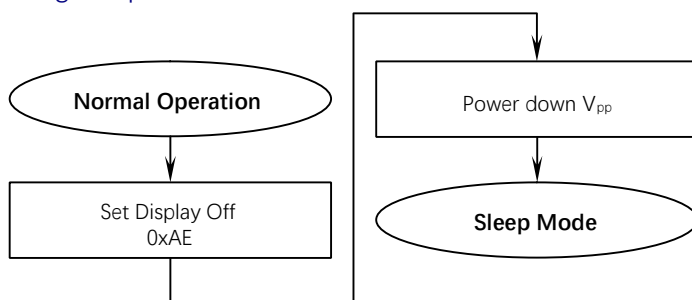 Normal Operation
Set Display Off
0xAE
Power down Vpp
Sleep Mode